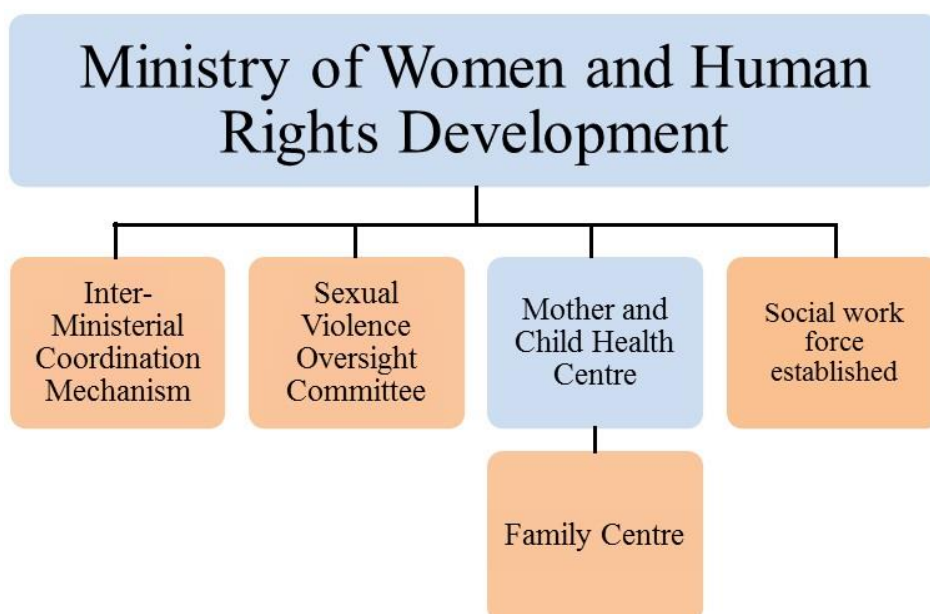 Ministry of Women and Human
Rights Development
Inter-
Ministerial
Coordination
Mechanism
Sexual
Violence
Oversight
Committee
Mother and
Child Health
Centre
Social work
force
established
Family Centre